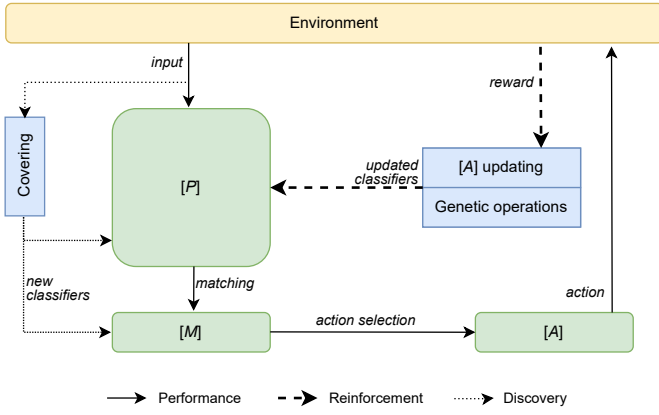 Environment
input
reward
Covering
updated
classifiers
[A] updating
[P]
Genetic operations
new
classifiers
matching
action
[M]
action selection
[A]
Performance
Reinforcement
Discovery